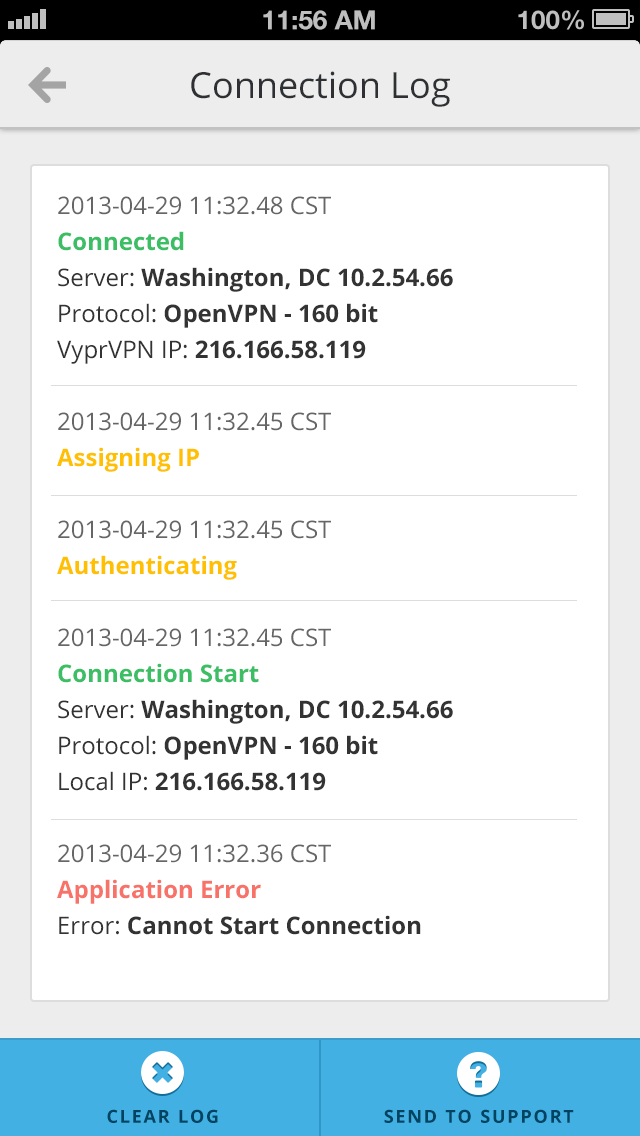 11:56 AM 100%
Connection Log
2013-04-29 11:32.48 CST
Connected
Server: Washington, DC 10.2.54.66
Protocol: OpenVPN - 160 bit
VyprVPN IP: 216.166.58.119
2013-04-29 11:32.45 CST
Assigning IP
2013-04-29 11:32.45 CST
Authenticating
2013-04-29 11:32.45 CST
Connection Start
Server: Washington, DC 10.2.54.66
Protocol: OpenVPN - 160 bit
Local IP: 216.166.58.119
2013-04-29 11:32.36 CST
Application Error
Error: Cannot Start Connection
?
CLEAR LOG SEND TO SUPPORT